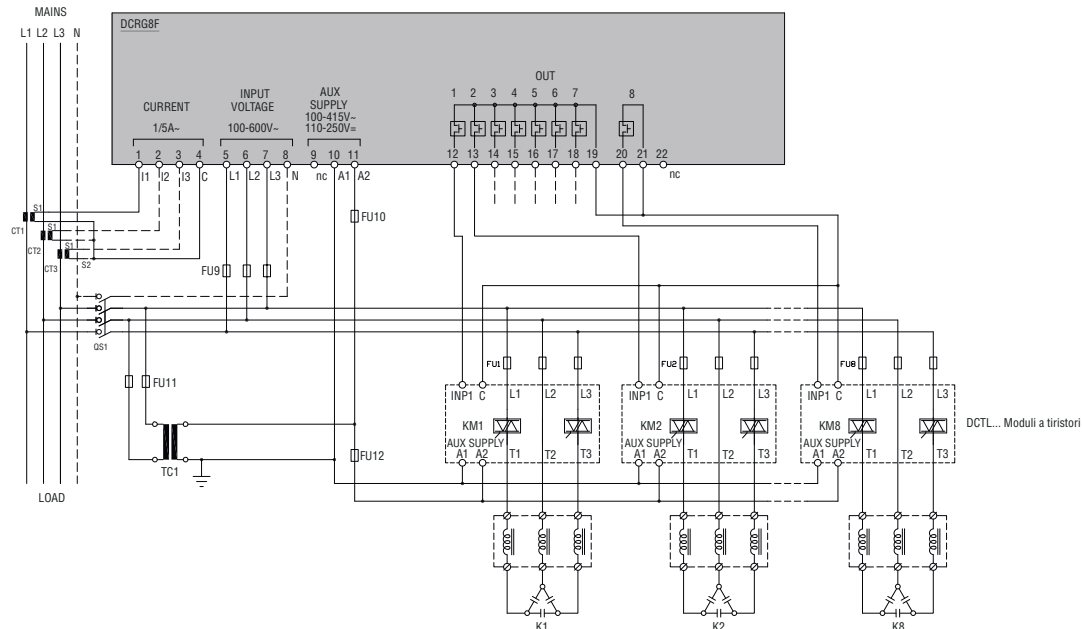 MAINS
L1 L2 L3 N
DCRG8F
CURRENT
1/5A~
INPUT
VOLTAGE
100-600V~
AUX
SUPPLY
100-415V~
110-250V=
OUT
1 2 3 4 5 6 7 8
1 2 3 4 5 6 7 8 9 10 11 12 13 14 15 16 17 18 19 20 21 22
I1 I2 I3 C L1 L2 L3 N nc A1 A2 nc
S1
CT1
S1
CT2
S1
CT3
S2
FU10
FU9
QS1
FU11
FU12
TC1
LOAD
FU1 FU2 FU8
INP1 C L1 L2 L3 INP1 C L1 L2 L3 INP1 C L1 L2 L3
KM1 KM2 KM8
DCTL... Moduli a tiristori
AUX SUPPLY AUX SUPPLY AUX SUPPLY
A1 A2 T1 T2 T3 A1 A2 T1 T2 T3 A1 A2 T1 T2 T3
K1 K2 K8